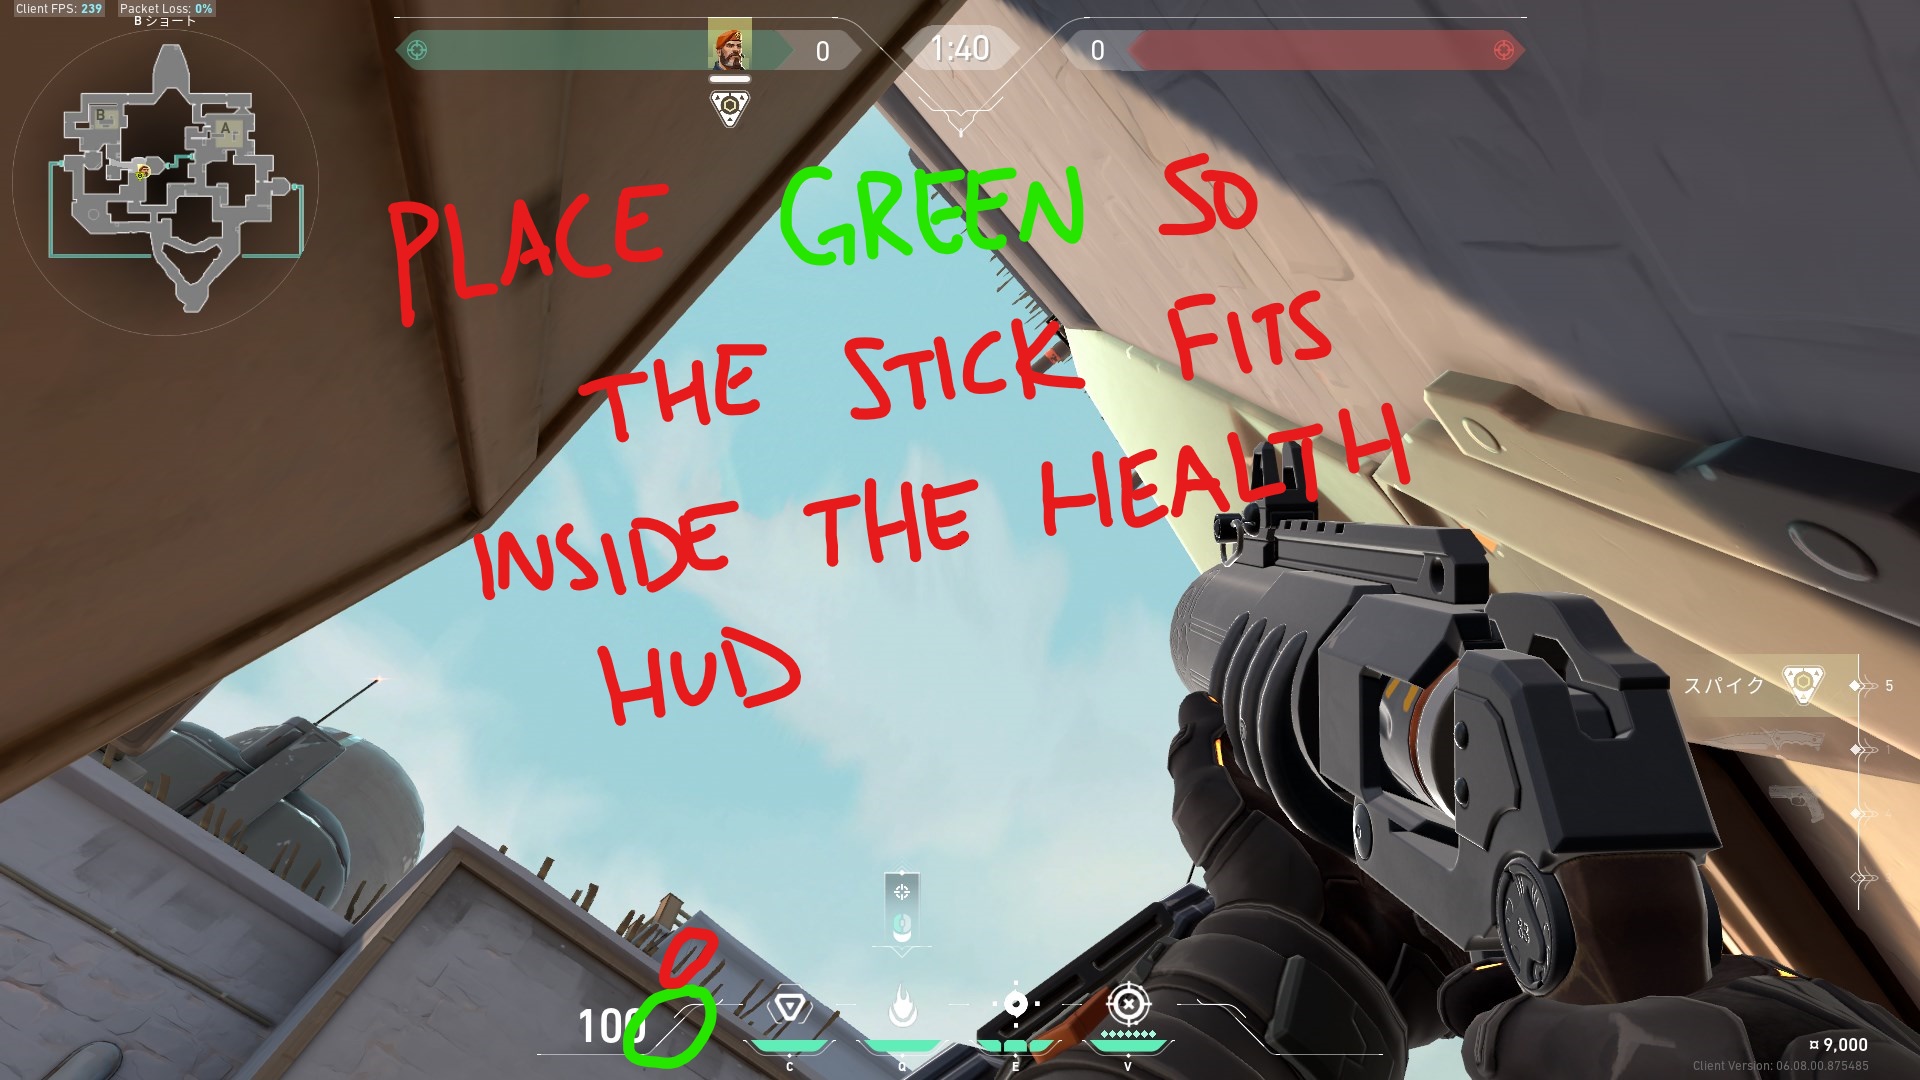 Client FPS: 239 Packet Loss: 0%
B ショート
0 1:40 0
B A
PLACE GREEN SO
THE STICK FITS
INSIDE THE HEALTH
HUD
スパイク 5
1
100
C Q E V
¤ 9,000
Client Version: 06.08.00.875485